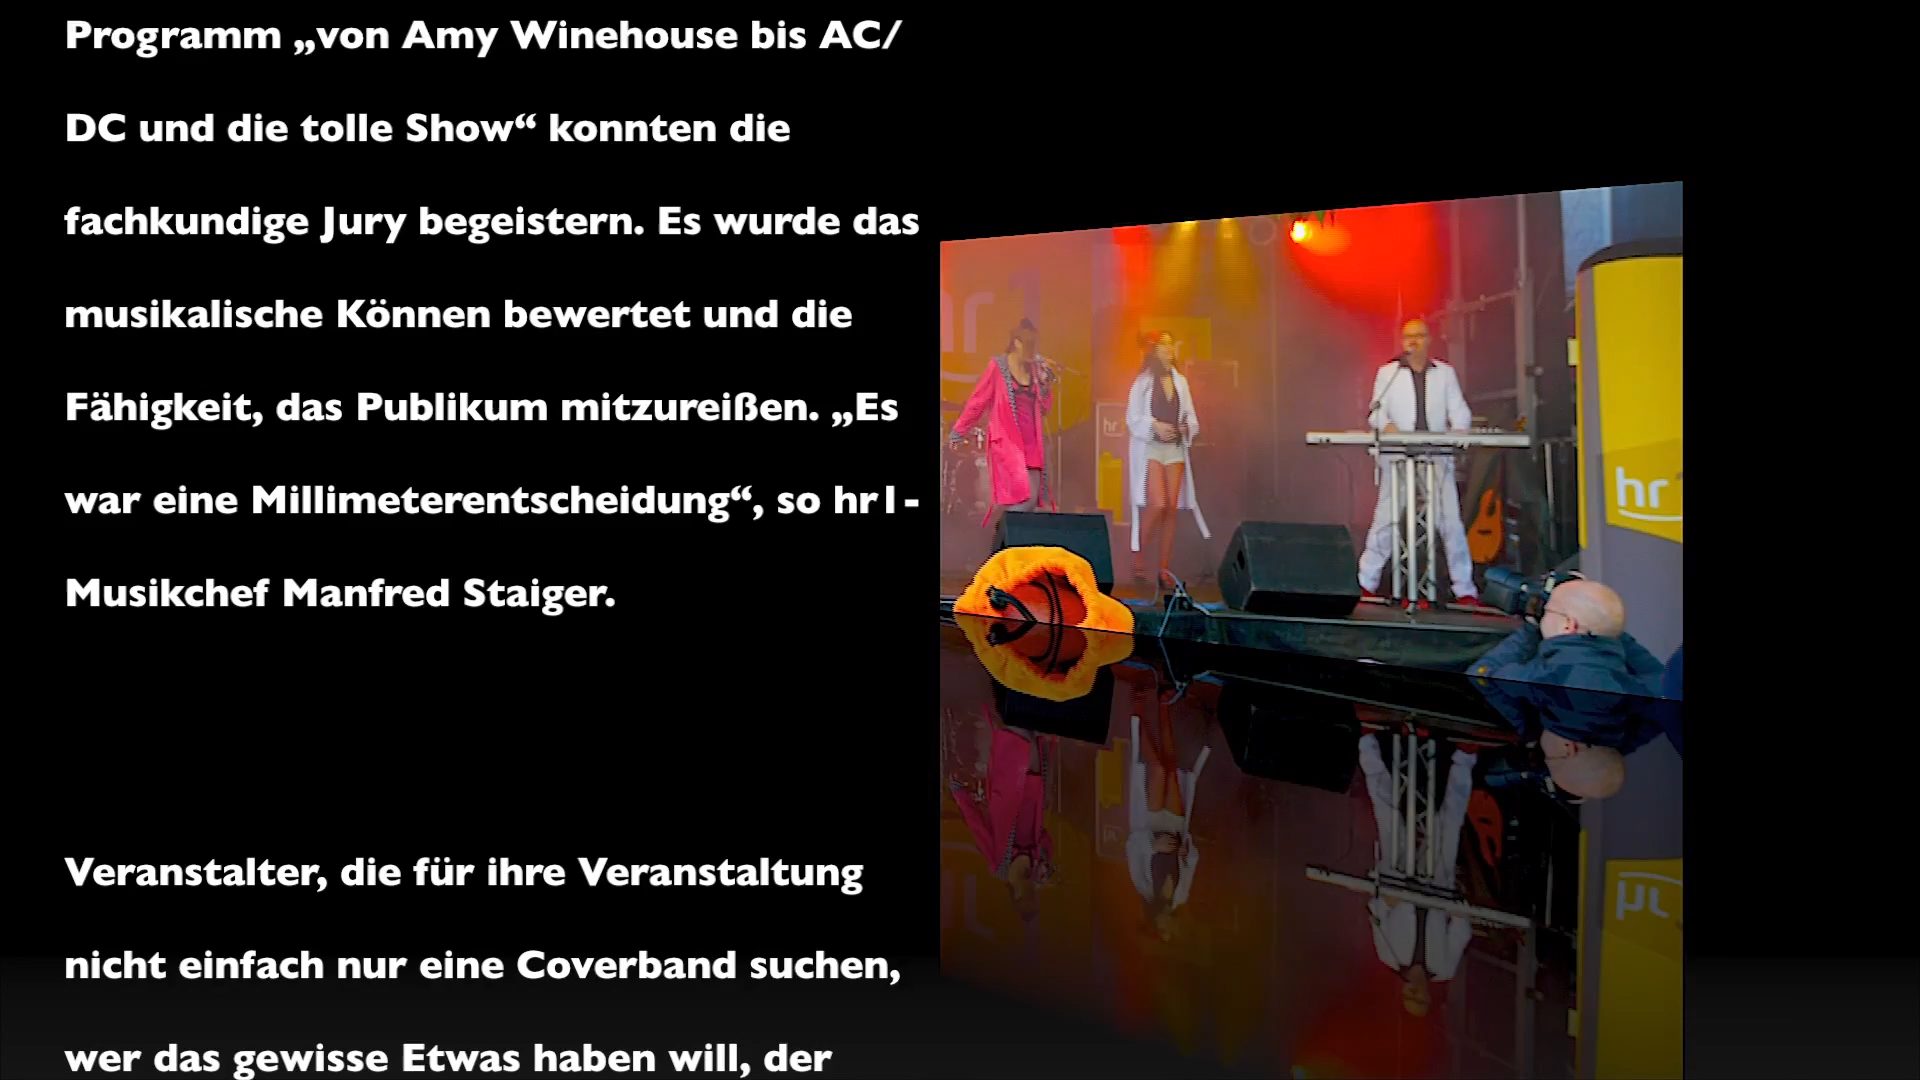 Programm „von Amy Winehouse bis AC/
DC und die tolle Show“ konnten die
fachkundige Jury begeistern. Es wurde das
musikalische Können bewertet und die
Fähigkeit, das Publikum mitzureißen. „Es
war eine Millimeterentscheidung“, so hr1-
Musikchef Manfred Staiger.
Veranstalter, die für ihre Veranstaltung
nicht einfach nur eine Coverband suchen,
wer das gewisse Etwas haben will, der
hr
hr
hr